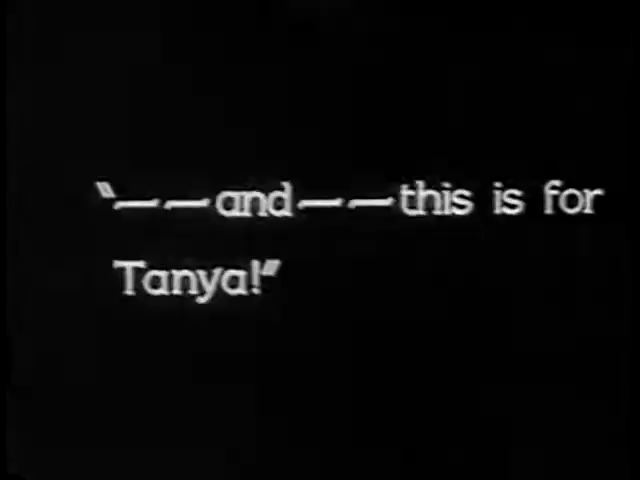 “——and——this is for
Tanya!”